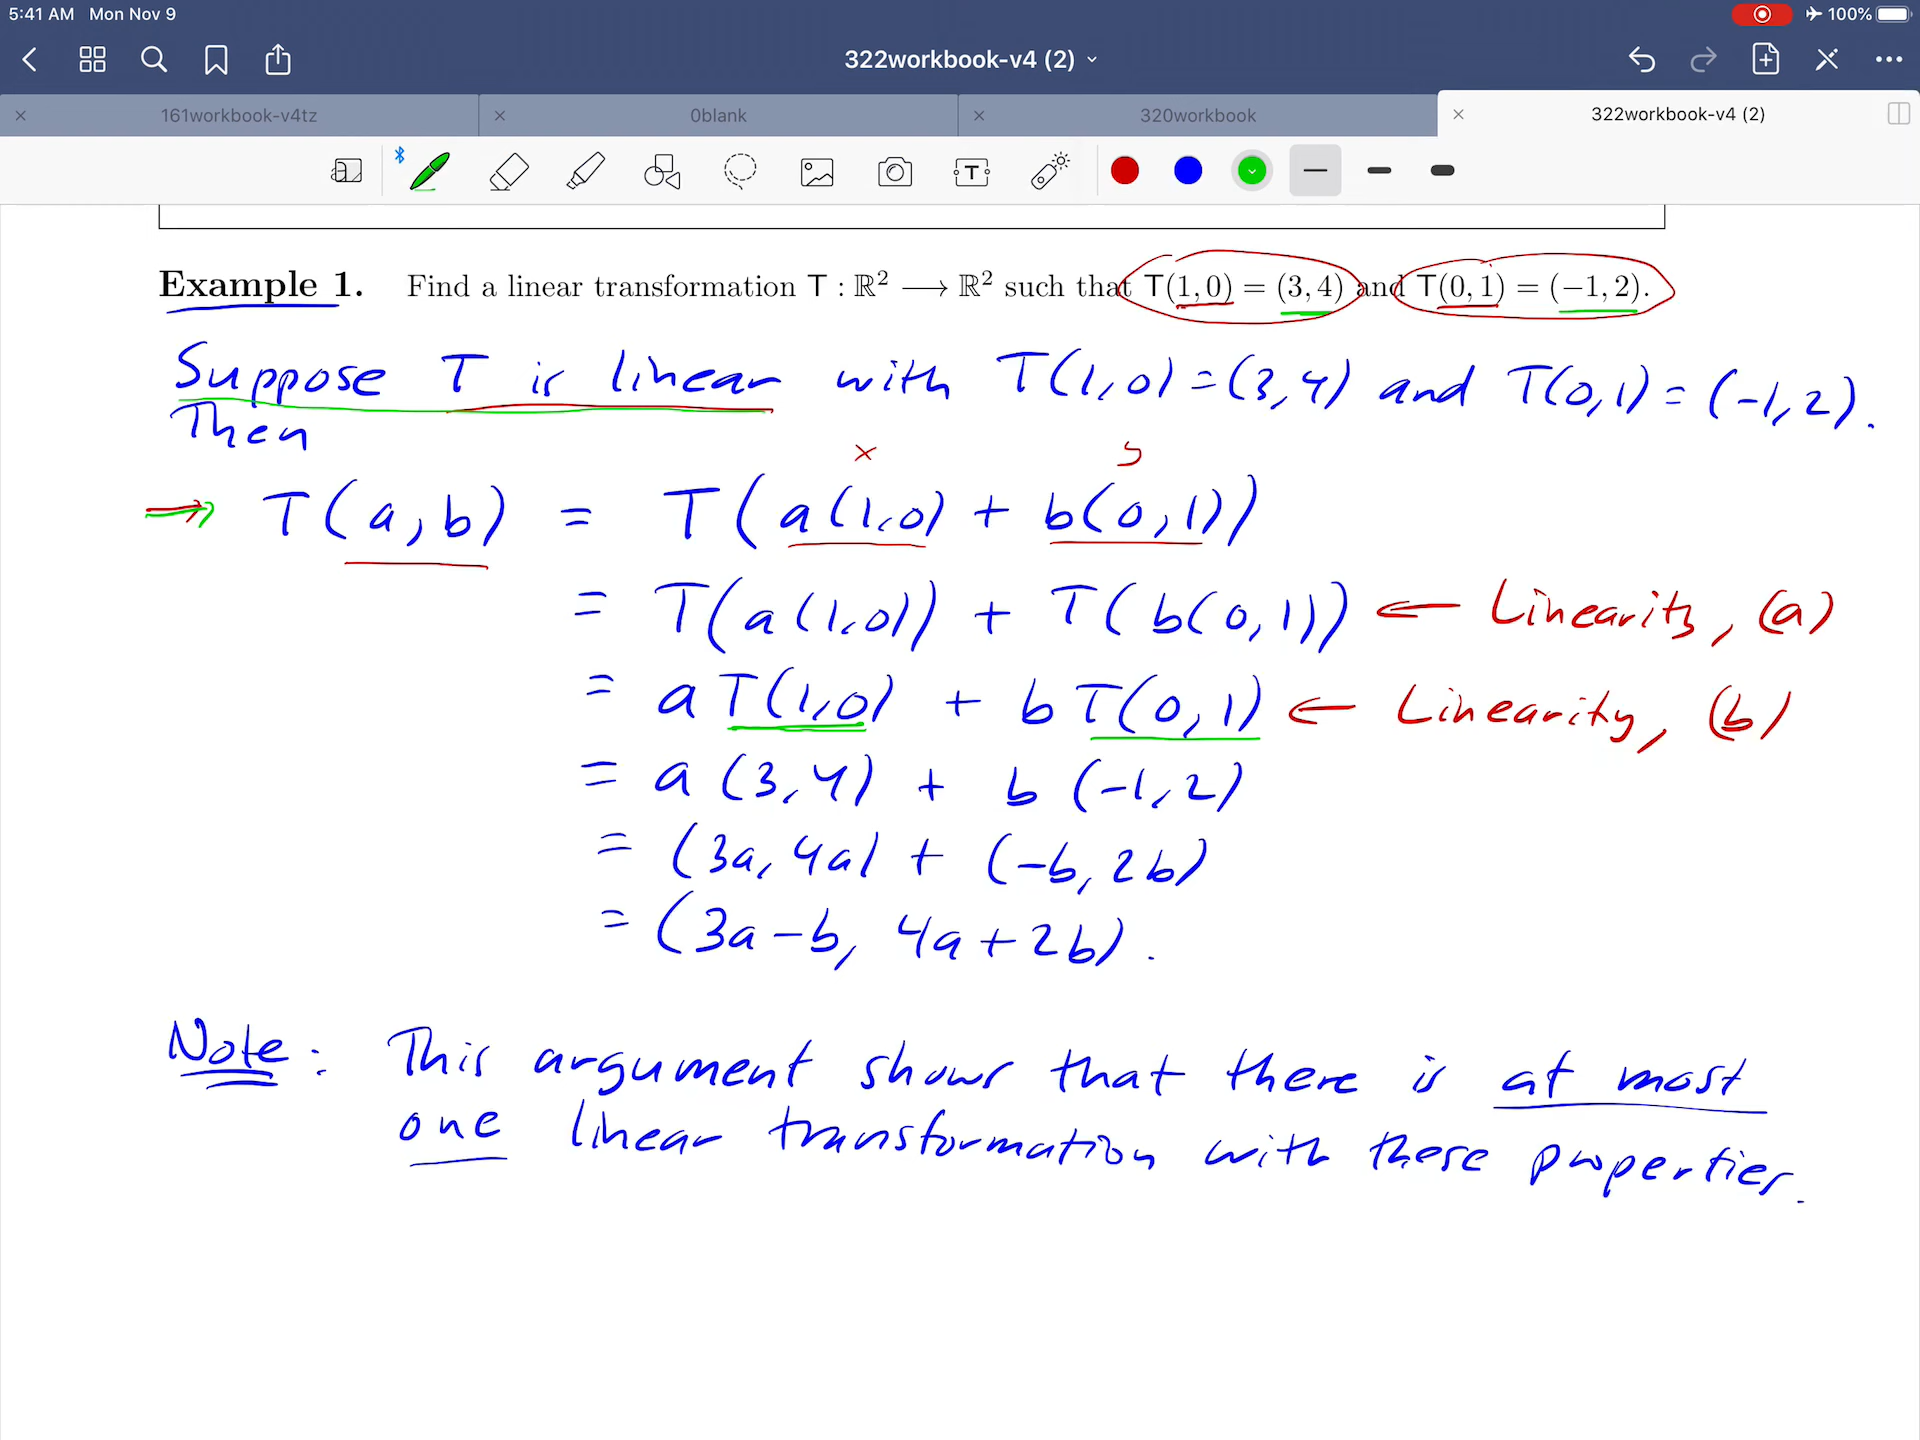 5:41 AM Mon Nov 9
100%
322workbook-v4 (2)
161workbook-v4tz
0blank
320workbook
322workbook-v4 (2)
a
T
Example 1. Find a linear transformation T : ℝ² ⟶ ℝ² such that T(1, 0) = (3, 4) and T(0, 1) = (−1, 2).
Suppose T is linear with T(1,0) = (3,4) and T(0,1) = (-1,2).
Then
x y
⇒ T(a,b) = T(a(1,0) + b(0,1))
= T(a(1,0)) + T(b(0,1)) ← Linearity, (a)
= a T(1,0) + b T(0,1) ← Linearity, (b)
= a (3,4) + b (-1,2)
= (3a, 4a) + (-b, 2b)
= (3a-b, 4a+2b).
Note: This argument shows that there is at most
one linear transformation with these properties.